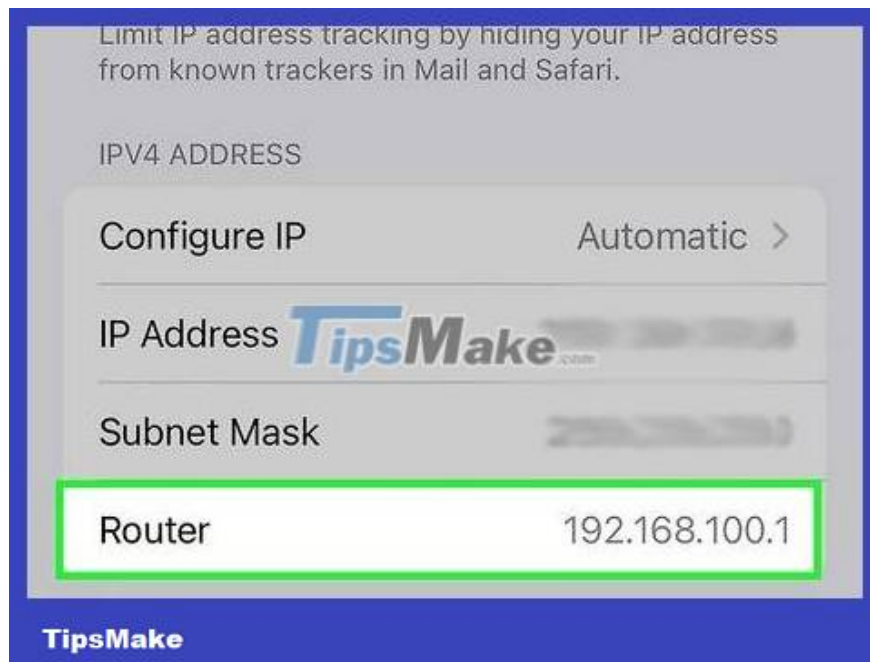 Limit IP address tracking by hiding your IP address
from known trackers in Mail and Safari.
IPV4 ADDRESS
Configure IP Automatic >
IP Address
TipsMake.com
Subnet Mask
Router 192.168.100.1
TipsMake